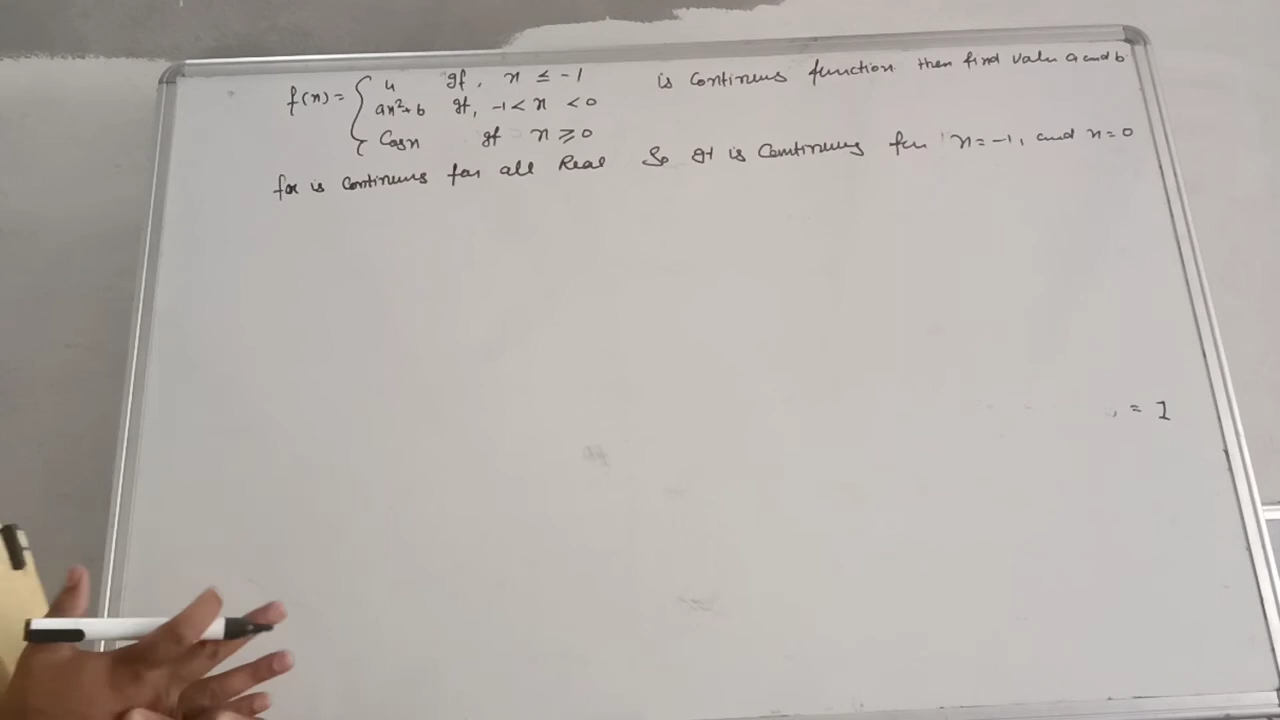 f(x) = { 4 If, x ≤ -1 is continuous function. then find value a and b.
ax²+b If, -1 < x < 0
Cosx If x ≥ 0
fox is continuous for all Real So It is Continuous for x = -1, and x = 0
= 1